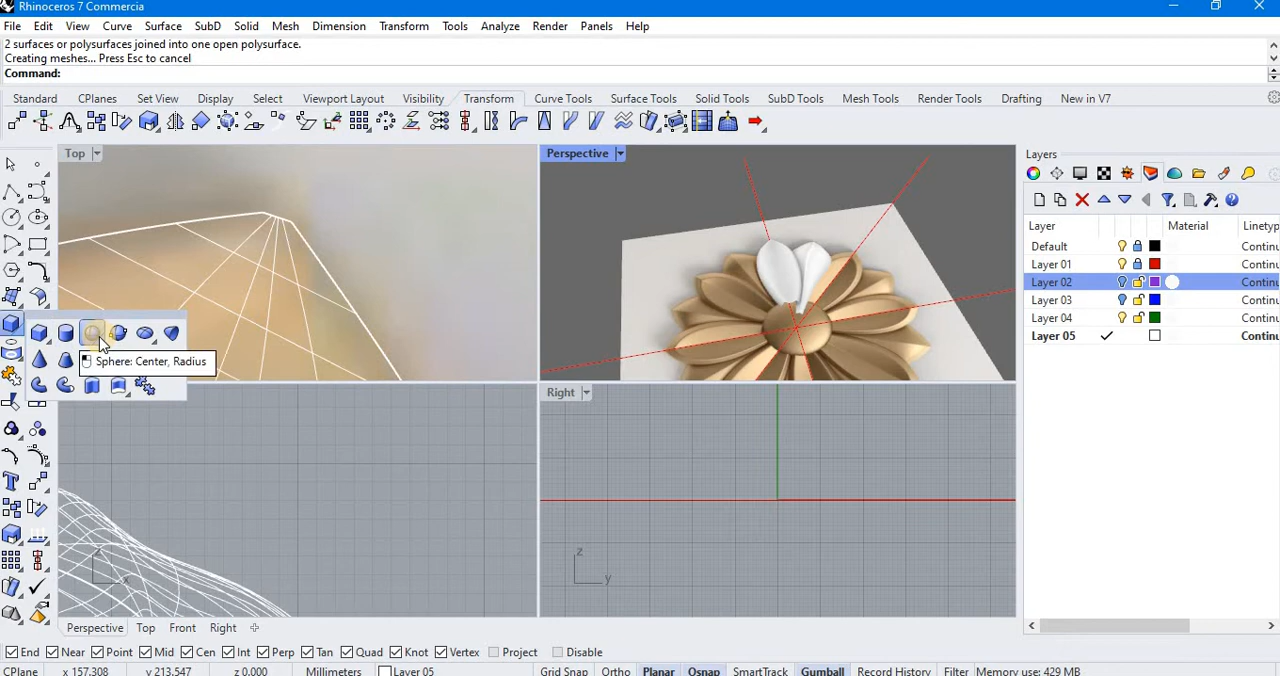 Rhinoceros 7 Commercia
File Edit View Curve Surface SubD Solid Mesh Dimension Transform Tools Analyze Render Panels Help
2 surfaces or polysurfaces joined into one open polysurface.
Creating meshes... Press Esc to cancel
Command:
Standard CPlanes Set View Display Select Viewport Layout Visibility Transform Curve Tools Surface Tools Solid Tools SubD Tools Mesh Tools Render Tools Drafting New in V7
Top
Perspective
Layers
Layer Material Linetyp
Default Continu
Layer 01 Continu
Layer 02 Continu
Layer 03 Continu
Layer 04 Continu
Layer 05 Continu
Sphere: Center, Radius
Right
z
x
z
y
Perspective Top Front Right
End Near Point Mid Cen Int Perp Tan Quad Knot Vertex Project Disable
CPlane x 157.308 y 213.547 z 0.000 Millimeters Layer 05 Grid Snap Ortho Planar Osnap SmartTrack Gumball Record History Filter Memory use: 429 MB